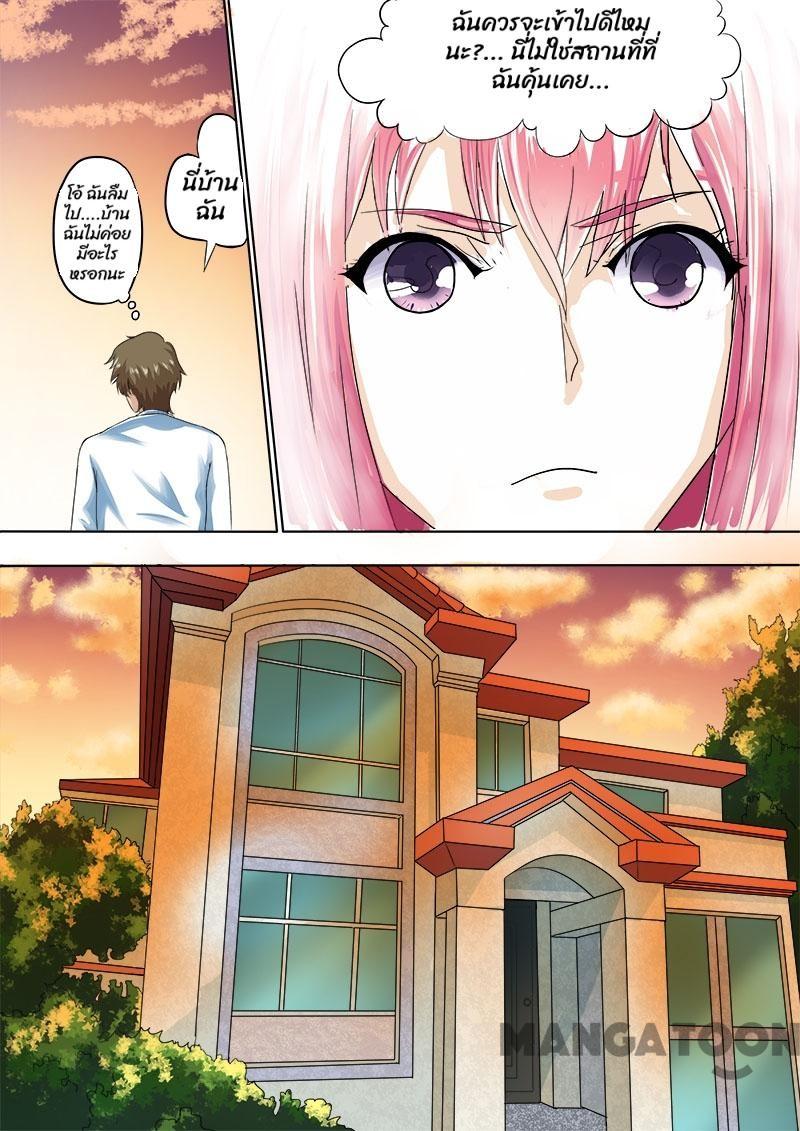 ฉันควรจะเข้าไปดีไหม
นะ?... นี่ไม่ใช่สถานที่ที่
ฉันคุ้นเคย...
นี่บ้าน
ฉัน
โอ้ ฉันลืม
ไป....บ้าน
ฉันไม่ค่อย
มีอะไร
หรอกนะ
MANGATOON